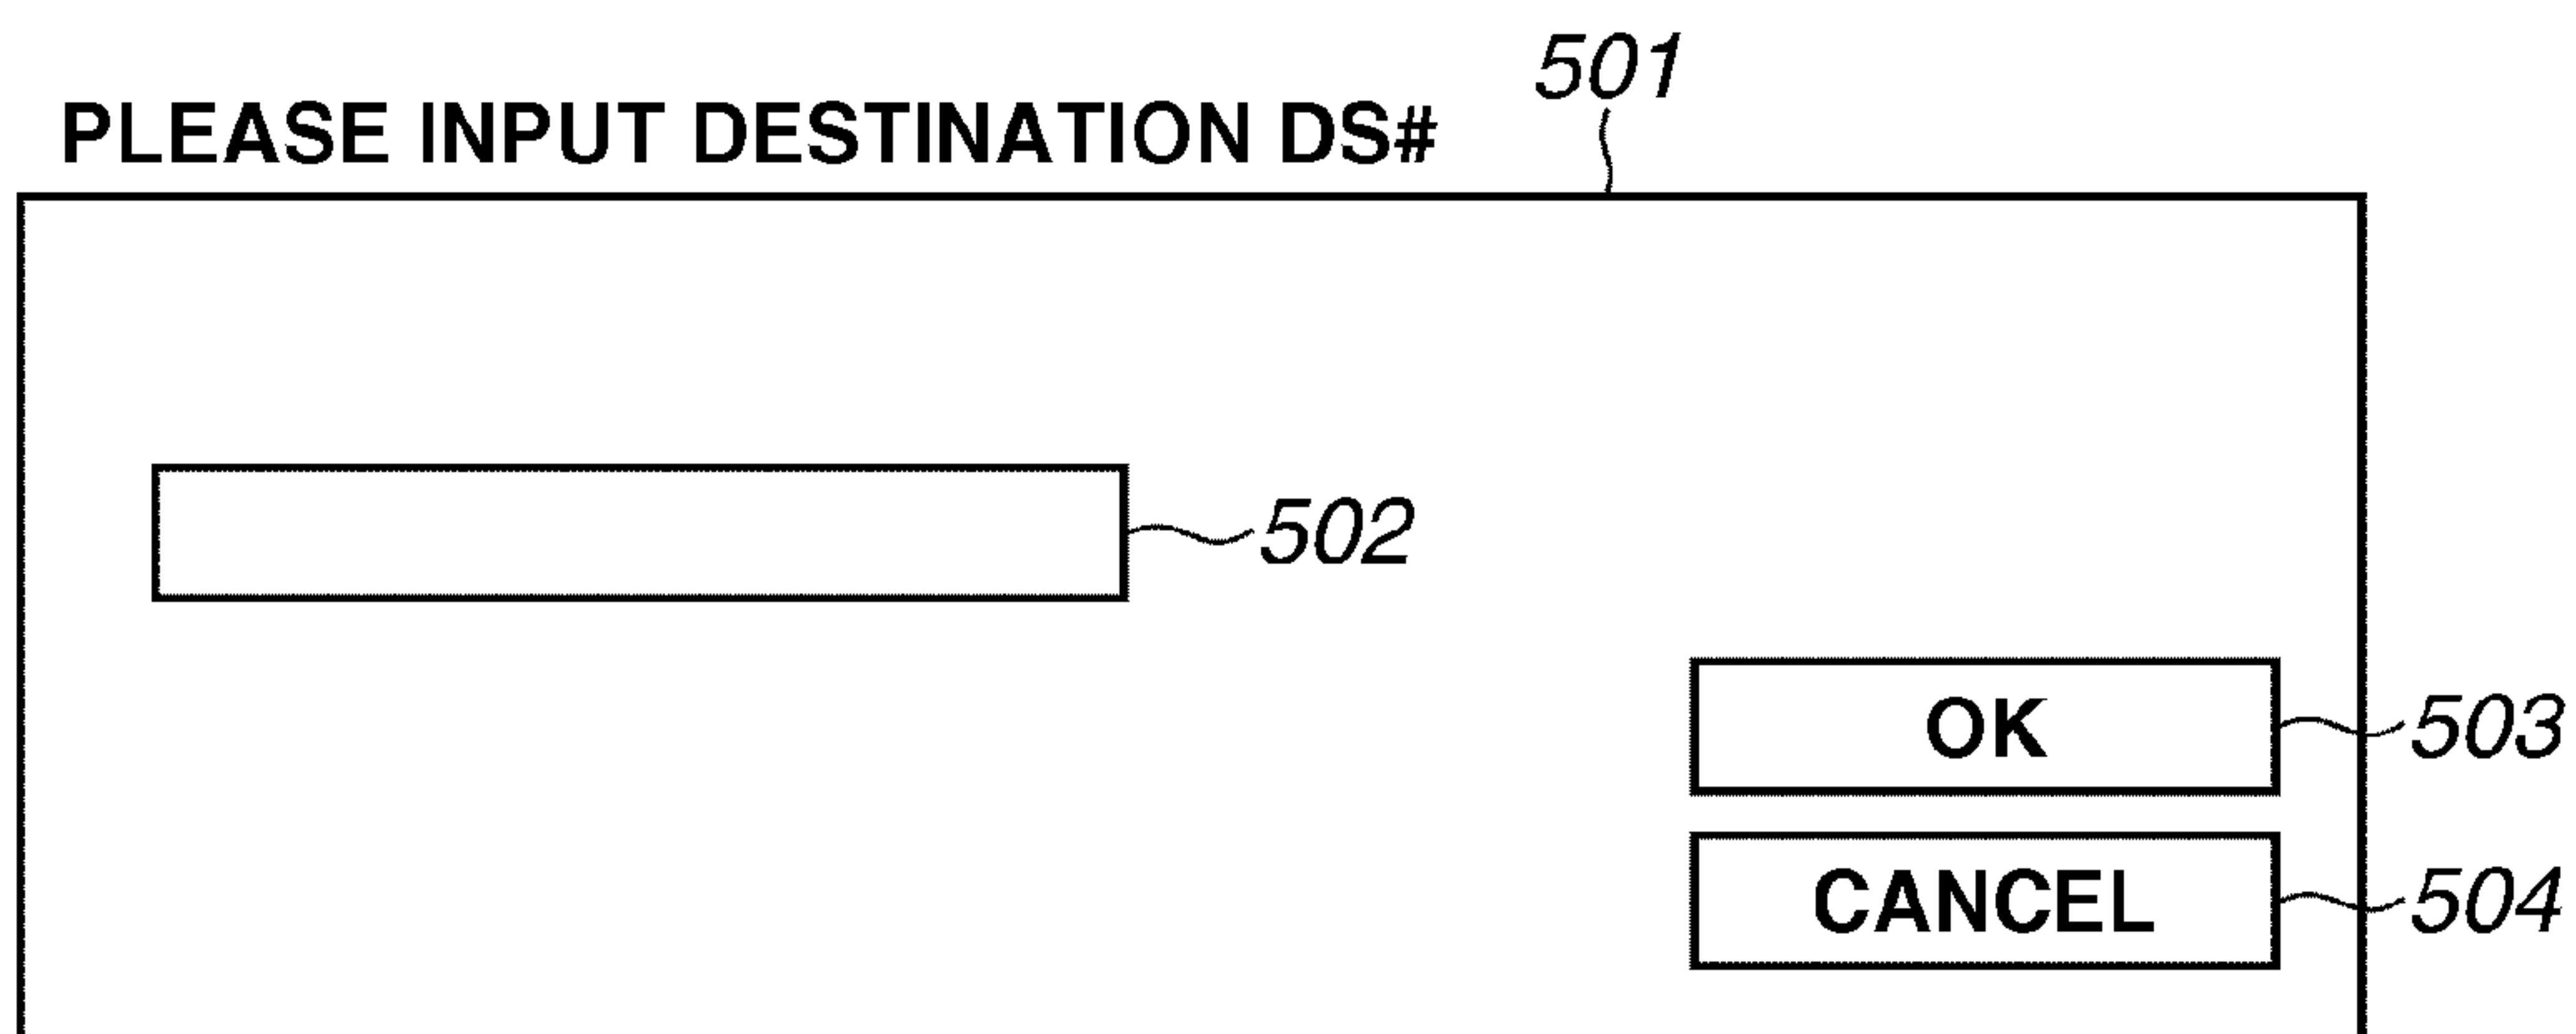 501
PLEASE INPUT DESTINATION DS#
502
OK
503
CANCEL
504